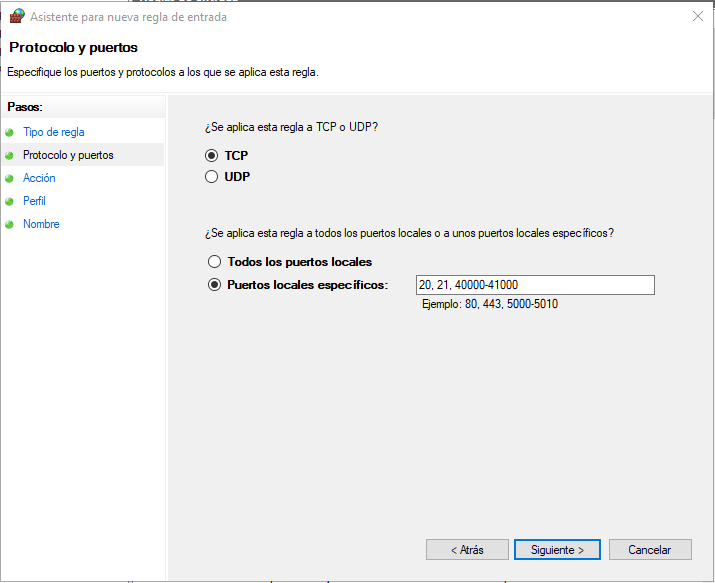 Asistente para nueva regla de entrada
Protocolo y puertos
Especifique los puertos y protocolos a los que se aplica esta regla.
Pasos:
Tipo de regla
Protocolo y puertos
Acción
Perfil
Nombre
¿Se aplica esta regla a TCP o UDP?
TCP
UDP
¿Se aplica esta regla a todos los puertos locales o a unos puertos locales específicos?
Todos los puertos locales
Puertos locales específicos:
20, 21, 40000-41000
Ejemplo: 80, 443, 5000-5010
< Atrás
Siguiente >
Cancelar